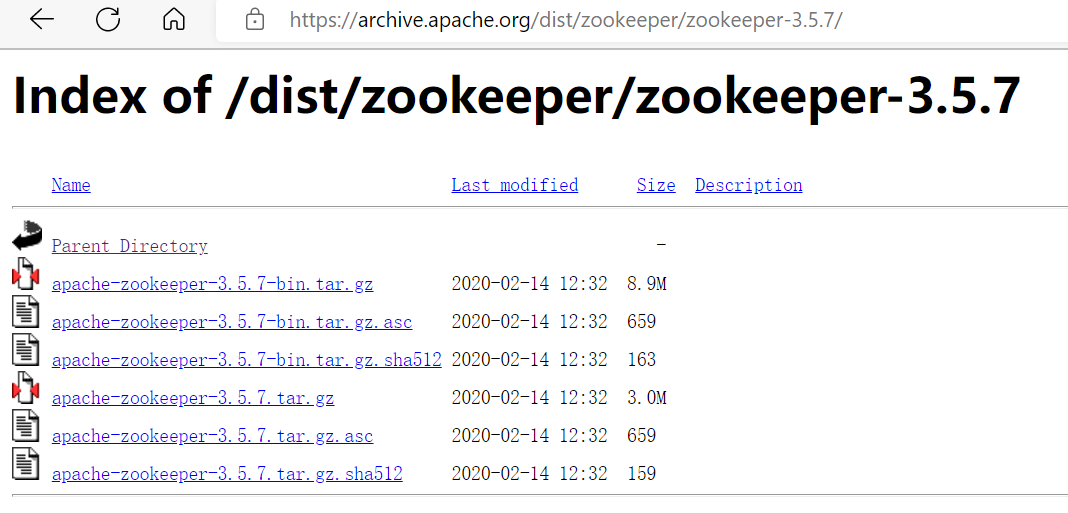 https://archive.apache.org/dist/zookeeper/zookeeper-3.5.7/
Index of /dist/zookeeper/zookeeper-3.5.7
Name Last modified Size Description
Parent Directory -
apache-zookeeper-3.5.7-bin.tar.gz 2020-02-14 12:32 8.9M
apache-zookeeper-3.5.7-bin.tar.gz.asc 2020-02-14 12:32 659
apache-zookeeper-3.5.7-bin.tar.gz.sha512 2020-02-14 12:32 163
apache-zookeeper-3.5.7.tar.gz 2020-02-14 12:32 3.0M
apache-zookeeper-3.5.7.tar.gz.asc 2020-02-14 12:32 659
apache-zookeeper-3.5.7.tar.gz.sha512 2020-02-14 12:32 159